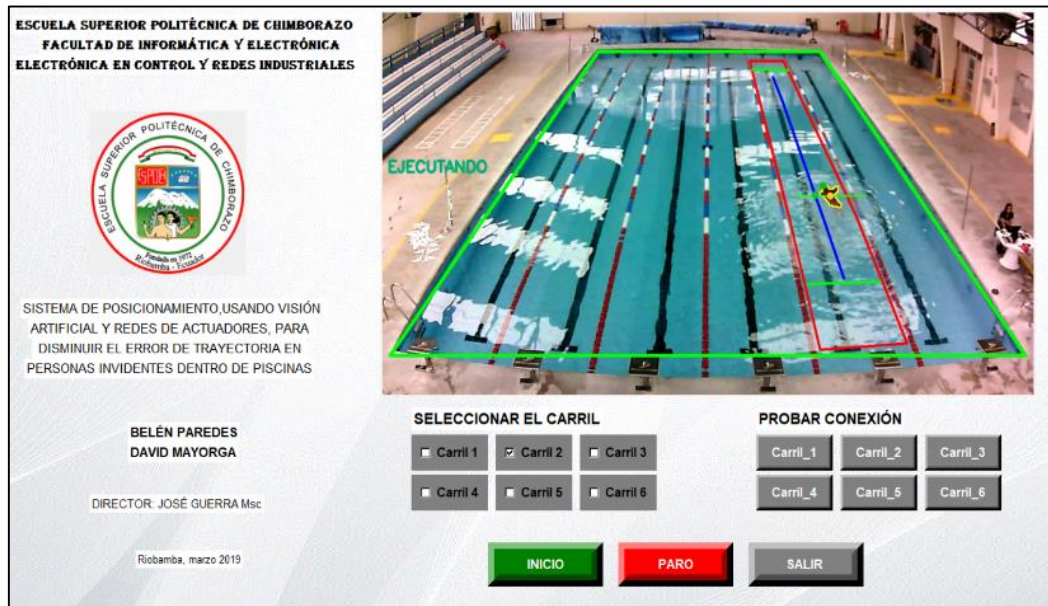 ESCUELA SUPERIOR POLITÉCNICA DE CHIMBORAZO
FACULTAD DE INFORMÁTICA Y ELECTRÓNICA
ELECTRÓNICA EN CONTROL Y REDES INDUSTRIALES
ESCUELA SUPERIOR POLITÉCNICA DE CHIMBORAZO
ESPOCH
Fundada en 1972
Riobamba - Ecuador
SISTEMA DE POSICIONAMIENTO,USANDO VISIÓN
ARTIFICIAL Y REDES DE ACTUADORES, PARA
DISMINUIR EL ERROR DE TRAYECTORIA EN
PERSONAS INVIDENTES DENTRO DE PISCINAS
BELÉN PAREDES
DAVID MAYORGA
DIRECTOR: JOSÉ GUERRA Msc
Riobamba, marzo 2019
EJECUTANDO
SELECCIONAR EL CARRIL
Carril 1 Carril 2 Carril 3
Carril 4 Carril 5 Carril 6
PROBAR CONEXIÓN
Carril_1 Carril_2 Carril_3
Carril_4 Carril_5 Carril_6
INICIO PARO SALIR